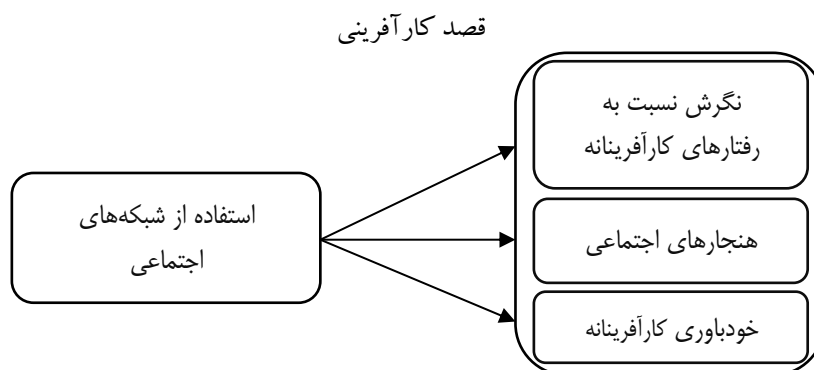 قصد کارآفرینی
نگرش نسبت به
رفتارهای کارآفرینانه
استفاده از شبکه‌های
اجتماعی
هنجارهای اجتماعی
خودباوری کارآفرینانه